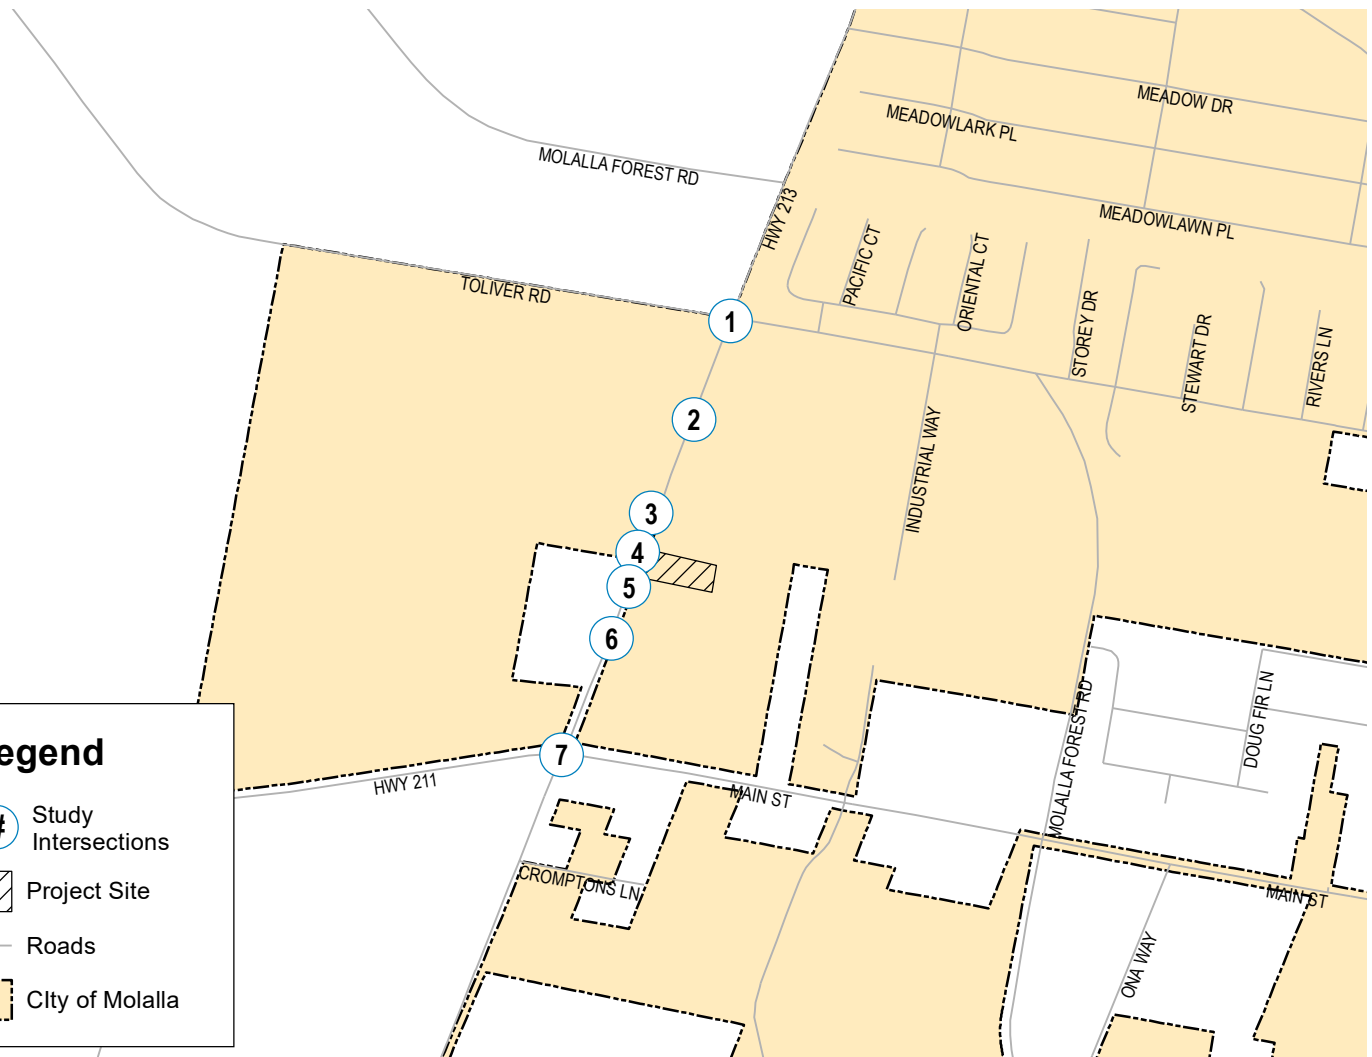 MEADOW DR
MEADOWLARK PL
MOLALLA FOREST RD
HWY 213
MEADOWLAWN PL
PACIFIC CT
ORIENTAL CT
TOLIVER RD
STOREY DR
STEWART DR
RIVERS LN
1
2
INDUSTRIAL WAY
3
4
5
6
7
MOLALLA FOREST RD
DOUG FIR LN
HWY 211
MAIN ST
CROMPTONS LN
MAIN ST
ONA WAY
egend
#
Study
Intersections
Project Site
Roads
CIty of Molalla